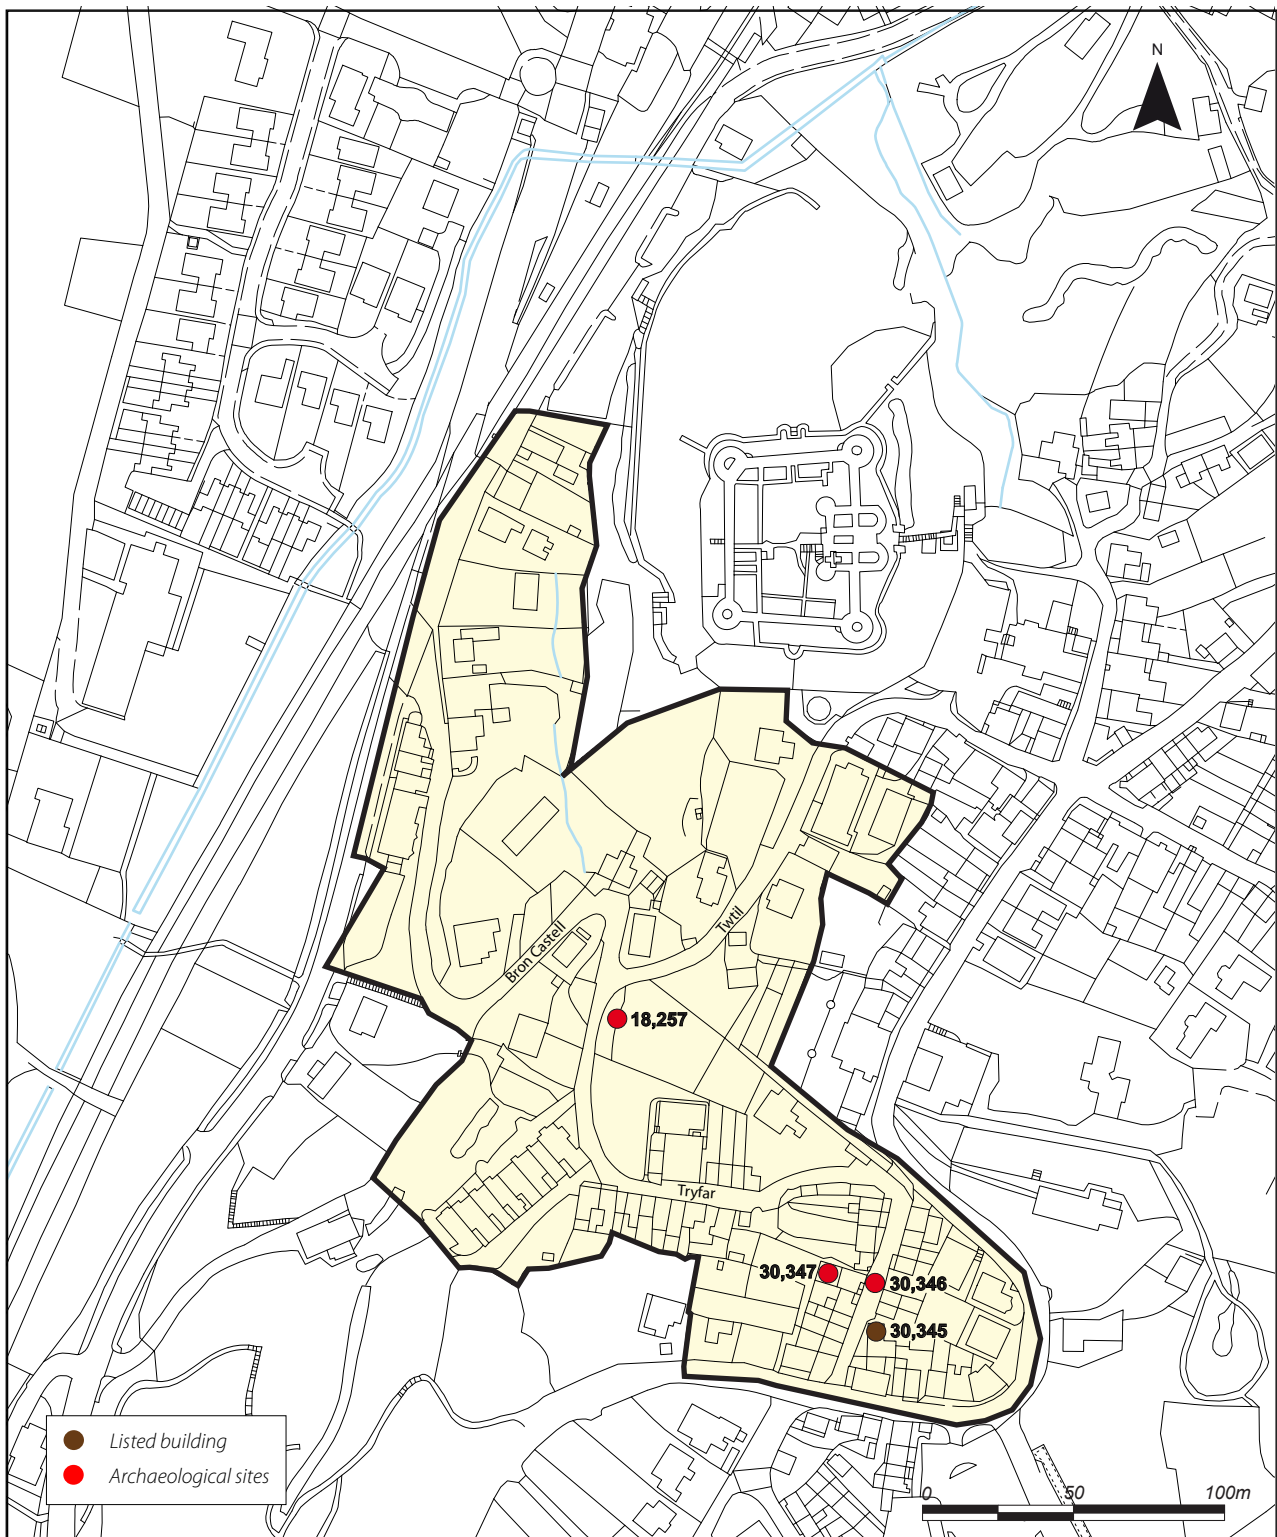 N
Bron Castell
Twtil
18,257
Tryfar
30,347
30,346
30,345
Listed building
Archaeological sites
0 50 100m